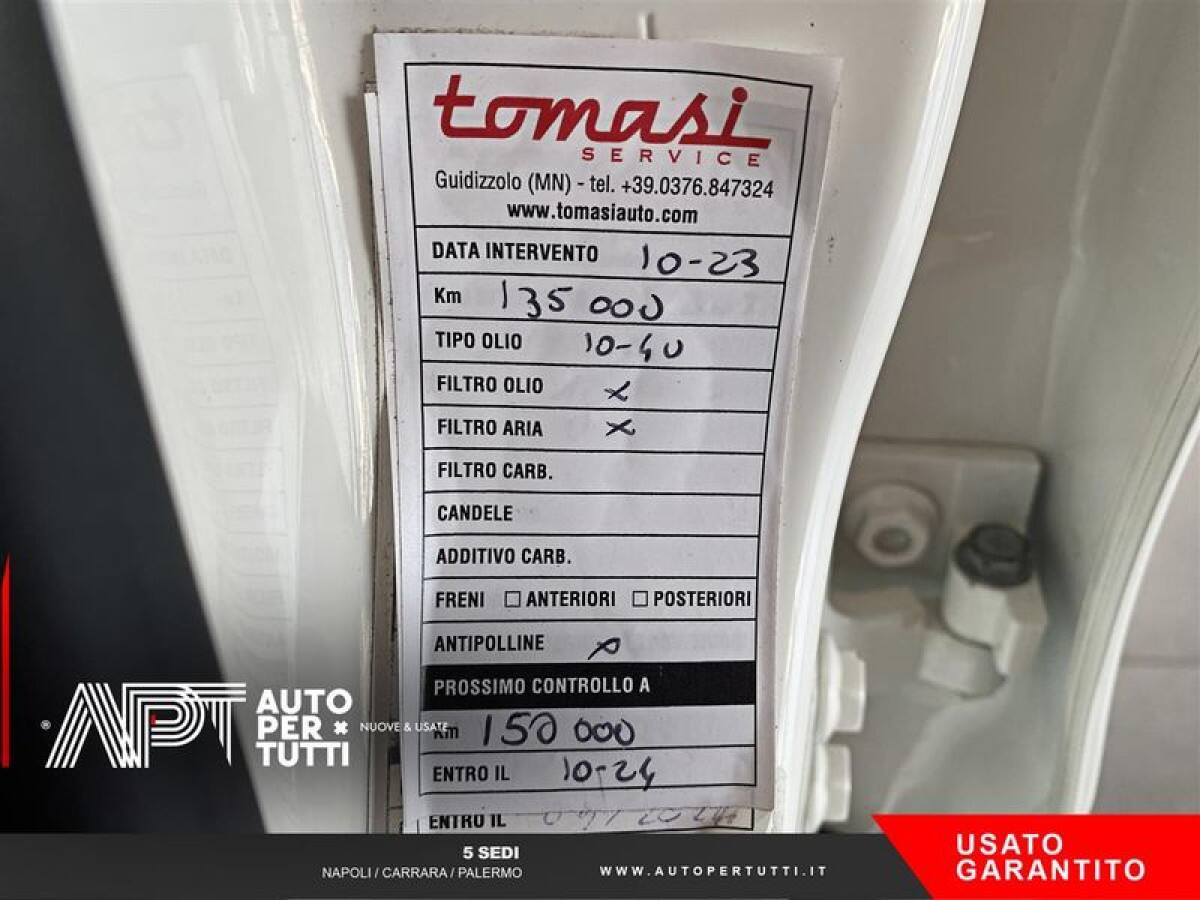 tomasi
SERVICE
Guidizzolo (MN) - tel. +39.0376.847324
www.tomasiauto.com
DATA INTERVENTO 10-23
Km 135 000
TIPO OLIO 10-40
FILTRO OLIO x
FILTRO ARIA x
FILTRO CARB.
CANDELE
ADDITIVO CARB.
FRENI ☐ ANTERIORI ☐ POSTERIORI
ANTIPOLLINE x
PROSSIMO CONTROLLO A
Km 150 000
ENTRO IL 10-24
ENTRO IL
® APT AUTO
PER
TUTTI
NUOVE & USATE
5 SEDI
NAPOLI / CARRARA / PALERMO
WWW.AUTOPERTUTTI.IT
USATO
GARANTITO